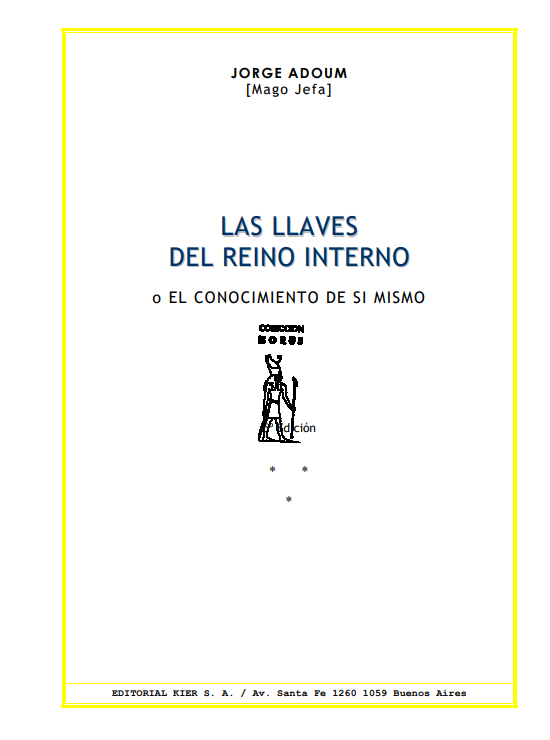 JORGE ADOUM
[Mago Jefa]
LAS LLAVES
DEL REINO INTERNO
o EL CONOCIMIENTO DE SI MISMO
COLECCION
HORUS
Edición
* *
*
EDITORIAL KIER S. A. / Av. Santa Fe 1260 1059 Buenos Aires